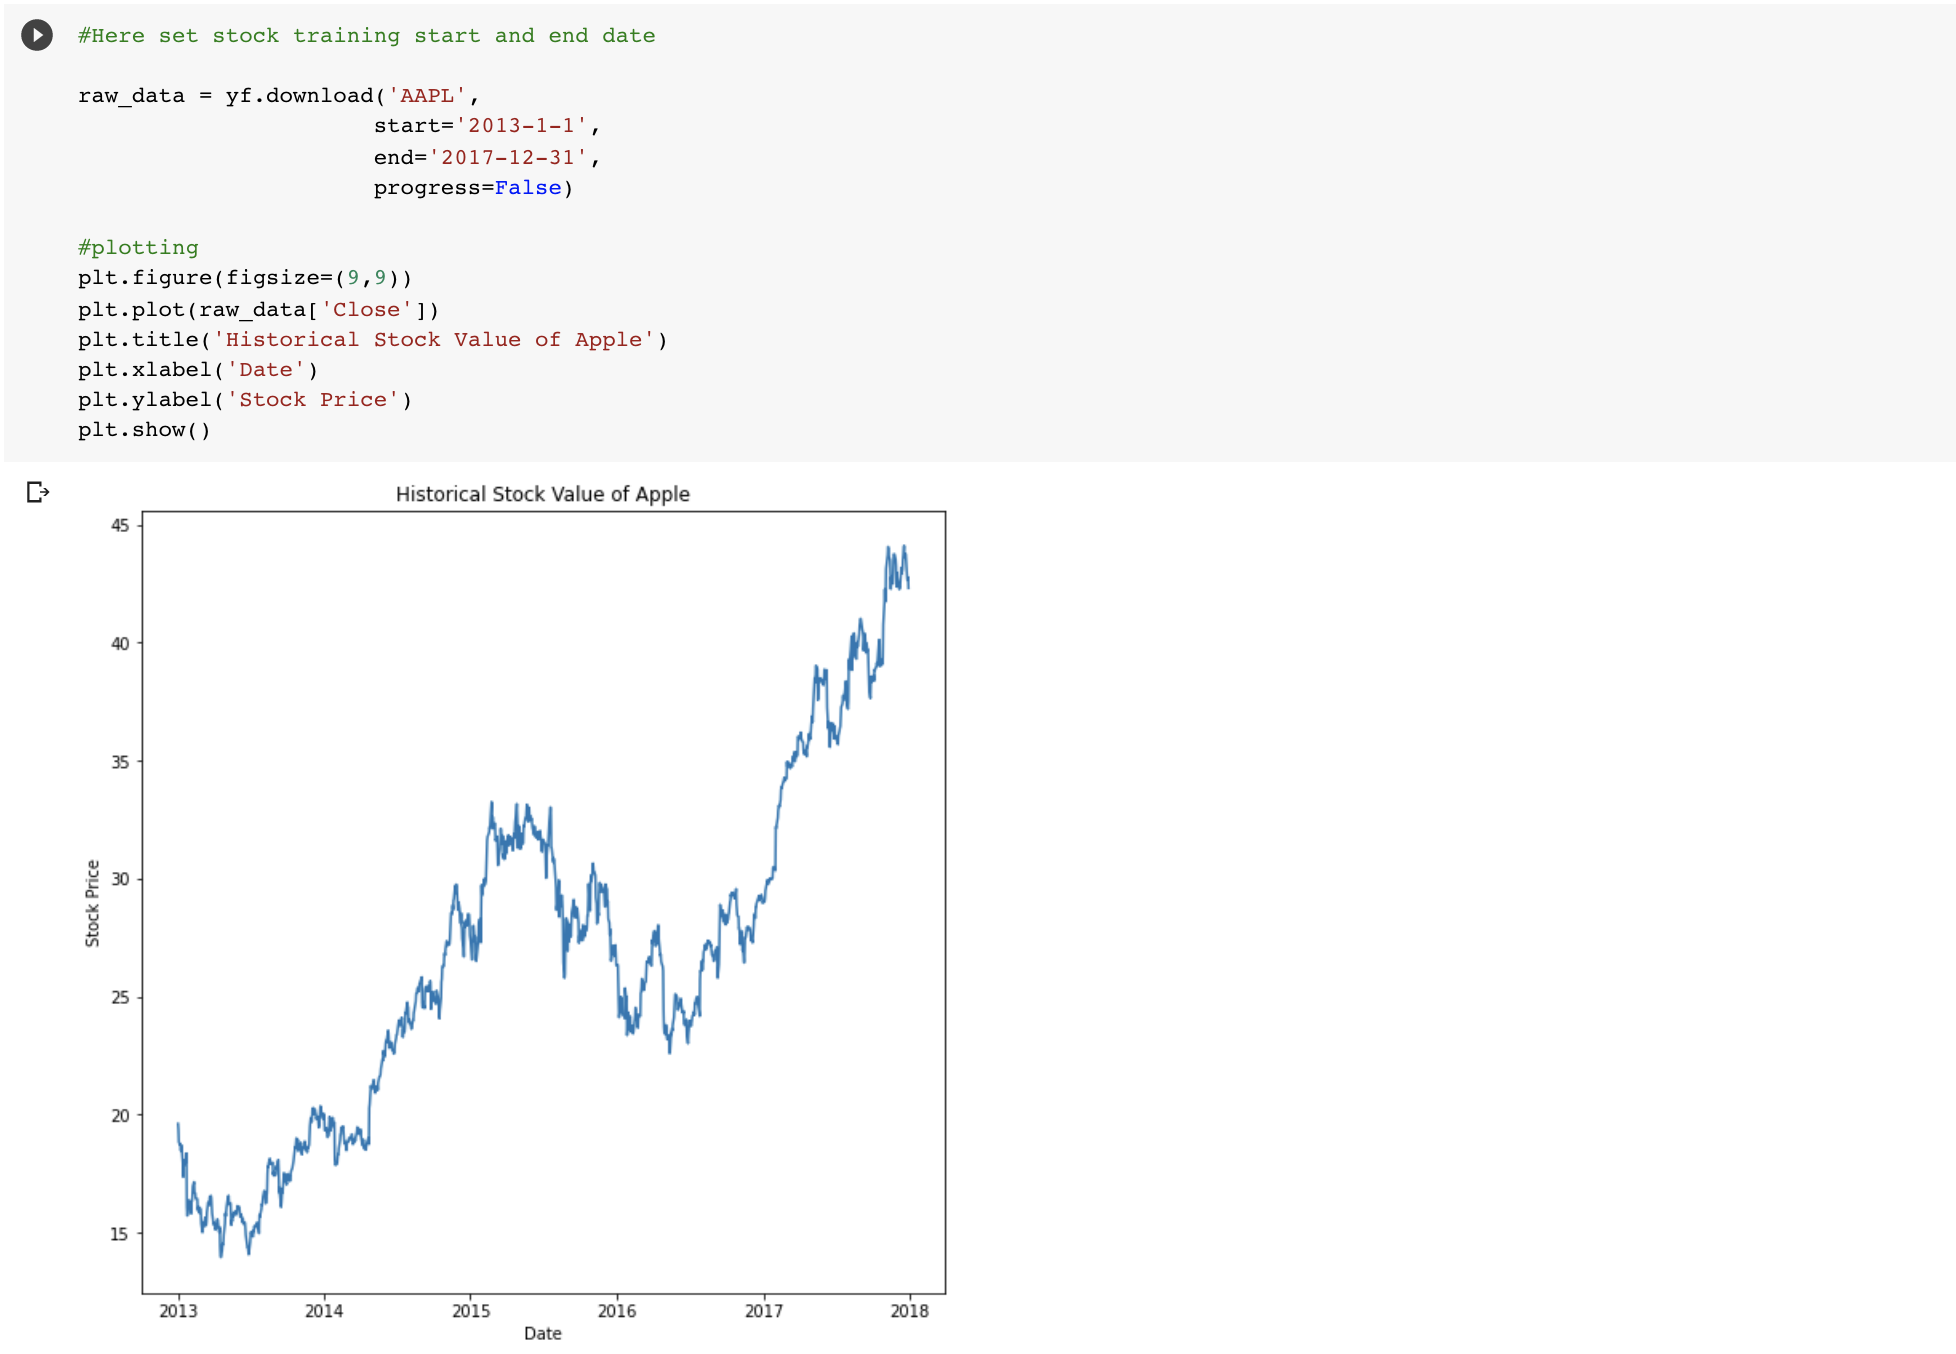 #Here set stock training start and end date
raw_data = yf.download('AAPL',
start='2013-1-1',
end='2017-12-31',
progress=False)
#plotting
plt.figure(figsize=(9,9))
plt.plot(raw_data['Close'])
plt.title('Historical Stock Value of Apple')
plt.xlabel('Date')
plt.ylabel('Stock Price')
plt.show()
Historical Stock Value of Apple
45
40
35
30
25
20
15
Stock Price
2013 2014 2015 2016 2017 2018
Date